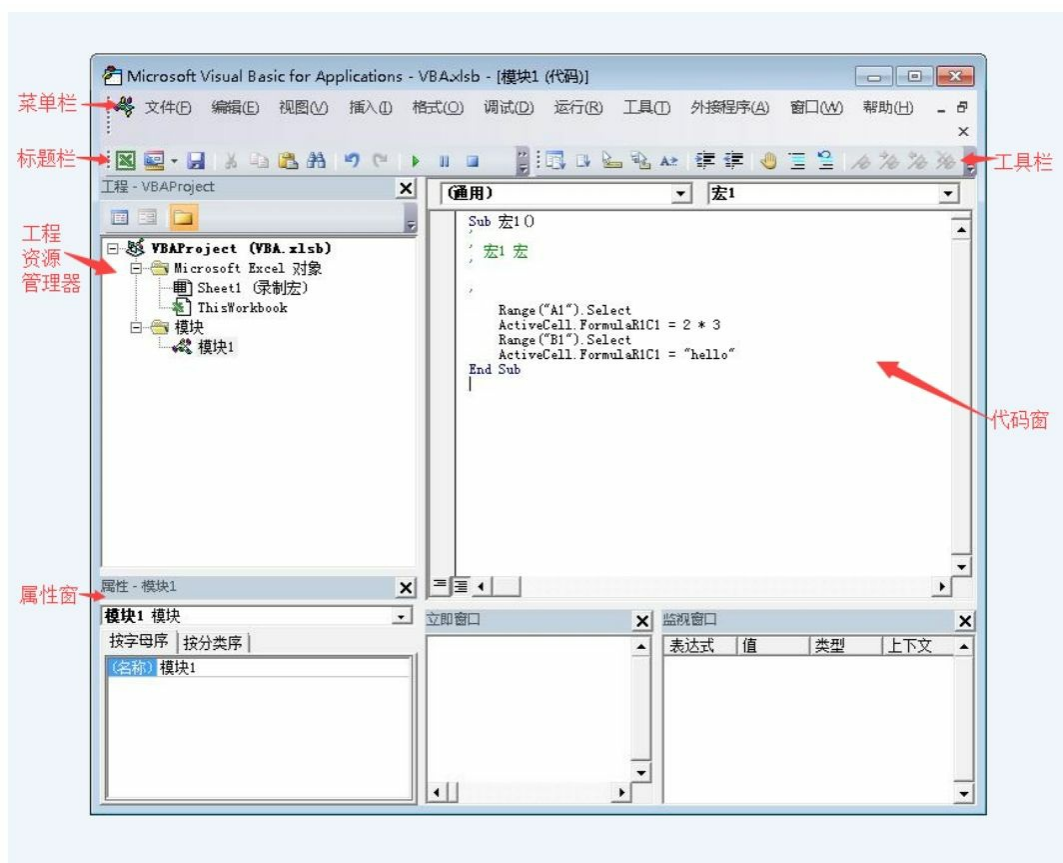 Microsoft Visual Basic for Applications - VBA.xlsb - [模块1 (代码)]
菜单栏
文件(F) 编辑(E) 视图(V) 插入(I) 格式(O) 调试(D) 运行(R) 工具(T) 外接程序(A) 窗口(W) 帮助(H)
标题栏
工具栏
工程 - VBAProject
(通用)
宏1
工程
资源
管理器
VBAProject (VBA.xlsb)
Microsoft Excel 对象
Sheet1 (录制宏)
ThisWorkbook
模块
模块1
Sub 宏1()
'
' 宏1 宏
'
'
Range("A1").Select
ActiveCell.FormulaR1C1 = 2 * 3
Range("B1").Select
ActiveCell.FormulaR1C1 = "hello"
End Sub
代码窗
属性窗
属性 - 模块1
模块1 模块
按字母序 按分类序
(名称) 模块1
立即窗口
监视窗口
表达式 值 类型 上下文